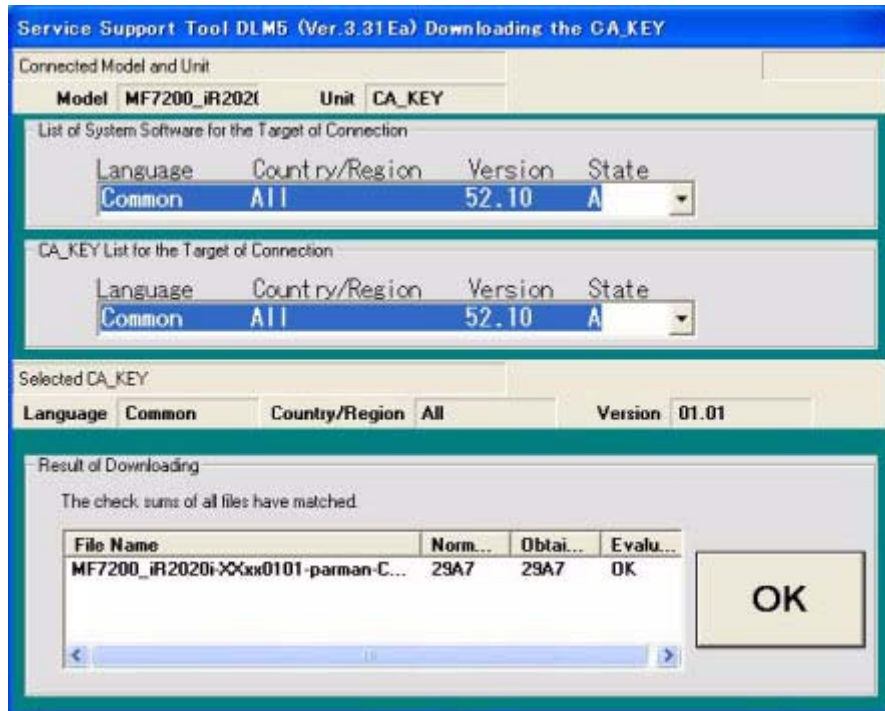 Service Support Tool DLM5 (Ver.3.31Ea) Downloading the CA_KEY
Connected Model and Unit
Model MF7200_iR202( Unit CA_KEY
List of System Software for the Target of Connection
Language Country/Region Version State
Common All 52.10 A
CA_KEY List for the Target of Connection
Language Country/Region Version State
Common All 52.10 A
Selected CA_KEY
Language Common Country/Region All Version 01.01
Result of Downloading
The check sums of all files have matched.
File Name Norm... Obtai... Evalu...
MF7200_iR2020i-XXxx0101-parman-C... 29A7 29A7 OK
OK